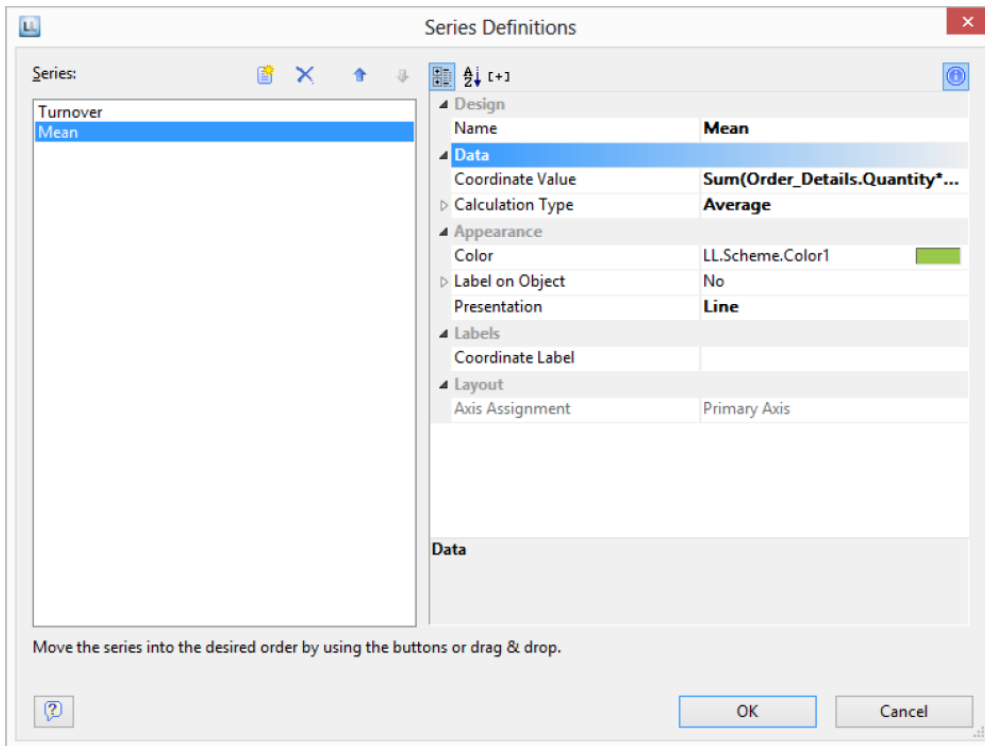 LL
Series Definitions
Series:
A
Z
[+]
Turnover
Mean
Design
Name Mean
Data
Coordinate Value Sum(Order_Details.Quantity*...
Calculation Type Average
Appearance
Color LL.Scheme.Color1
Label on Object No
Presentation Line
Labels
Coordinate Label
Layout
Axis Assignment Primary Axis
Data
Move the series into the desired order by using the buttons or drag & drop.
OK Cancel